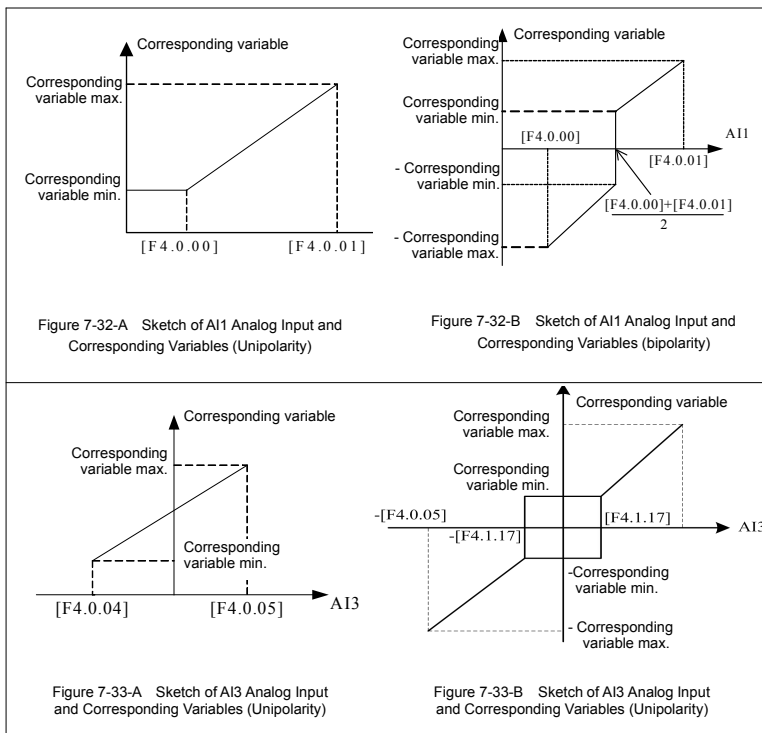 Corresponding variable
Corresponding
variable max.
Corresponding
variable min.
[F4.0.00]
[F4.0.01]
Figure 7-32-A Sketch of AI1 Analog Input and
Corresponding Variables (Unipolarity)
Corresponding variable
Corresponding
variable max.
Corresponding
variable min.
[F4.0.00]
AI1
[F4.0.01]
- Corresponding
variable min.
[F4.0.00]+[F4.0.01]
2
- Corresponding
variable max.
Figure 7-32-B Sketch of AI1 Analog Input and
Corresponding Variables (bipolarity)
Corresponding variable
Corresponding
variable max.
Corresponding
variable min.
[F4.0.04]
[F4.0.05]
AI3
Figure 7-33-A Sketch of AI3 Analog Input
and Corresponding Variables (Unipolarity)
Corresponding variable
Corresponding
variable max.
Corresponding
variable min.
-[F4.0.05]
-[F4.1.17]
[F4.1.17]
AI3
-Corresponding
variable min.
- Corresponding
variable max.
Figure 7-33-B Sketch of AI3 Analog Input
and Corresponding Variables (Unipolarity)